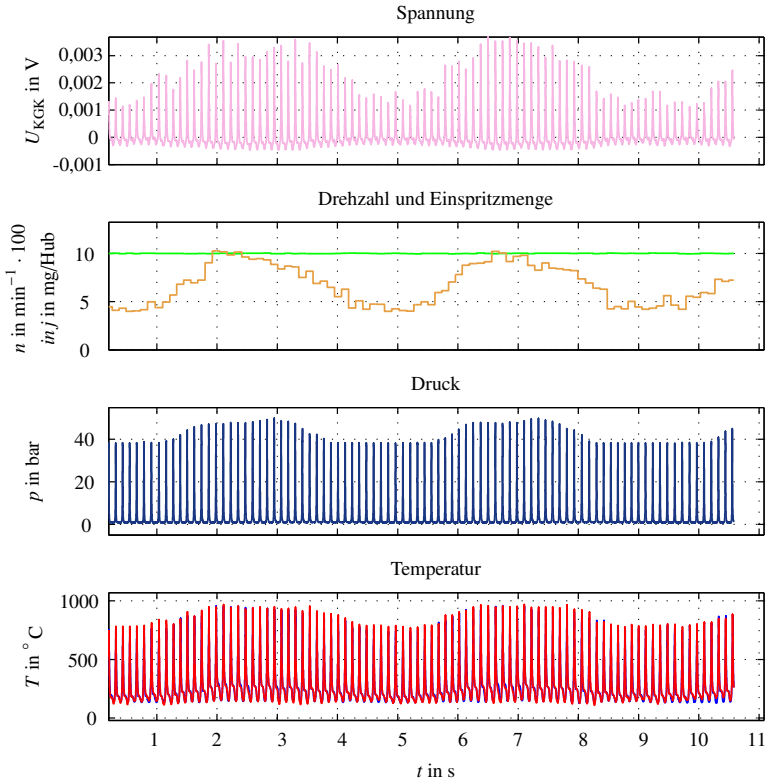 Spannung
0,003
0,002
0,001
0
-0,001
U_KGK in V
Drehzahl und Einspritzmenge
10
5
0
n in min⁻¹ · 100
inj in mg/Hub
Druck
40
20
0
p in bar
Temperatur
1000
500
0
T in °C
1 2 3 4 5 6 7 8 9 10 11
t in s